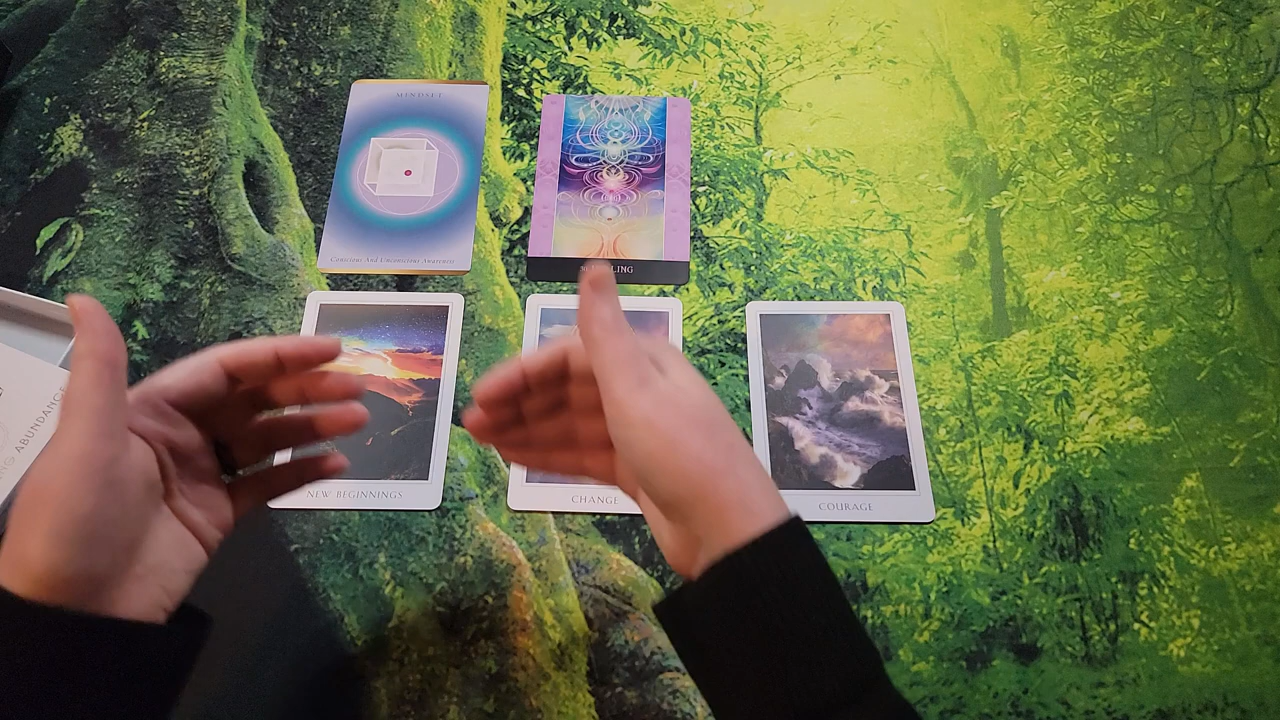 MINDSET
Conscious And Unconscious Awareness
NEW BEGINNINGS
CHANGE
COURAGE
ABUNDANCE